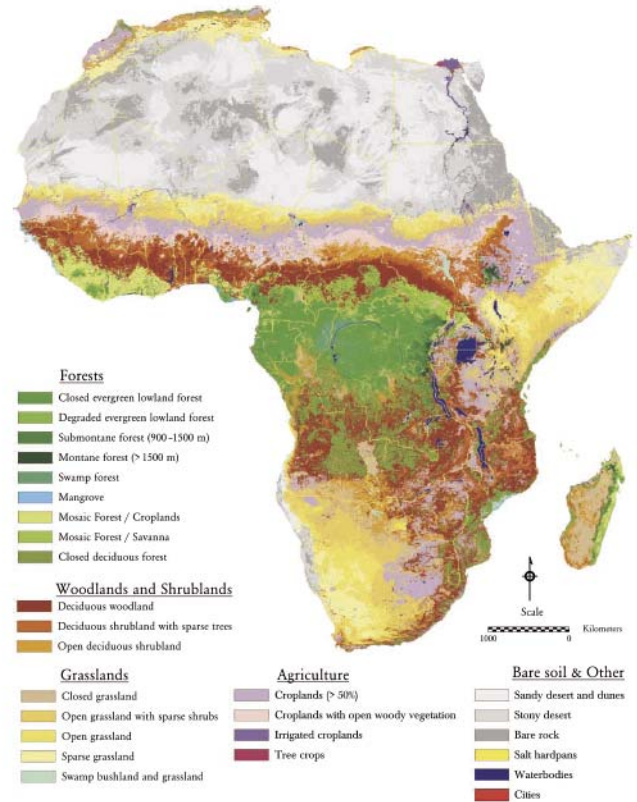 Forests
Closed evergreen lowland forest
Degraded evergreen lowland forest
Submontane forest (900-1500 m)
Montane forest (> 1500 m)
Swamp forest
Mangrove
Mosaic Forest / Croplands
Mosaic Forest / Savanna
Closed deciduous forest
Woodlands and Shrublands
Deciduous woodland
Deciduous shrubland with sparse trees
Open deciduous shrubland
Grasslands
Closed grassland
Open grassland with sparse shrubs
Open grassland
Sparse grassland
Swamp bushland and grassland
Agriculture
Croplands (> 50%)
Croplands with open woody vegetation
Irrigated croplands
Tree crops
Scale
Kilometers
1000 0
Bare soil & Other
Sandy desert and dunes
Stony desert
Bare rock
Salt hardpans
Waterbodies
Cities